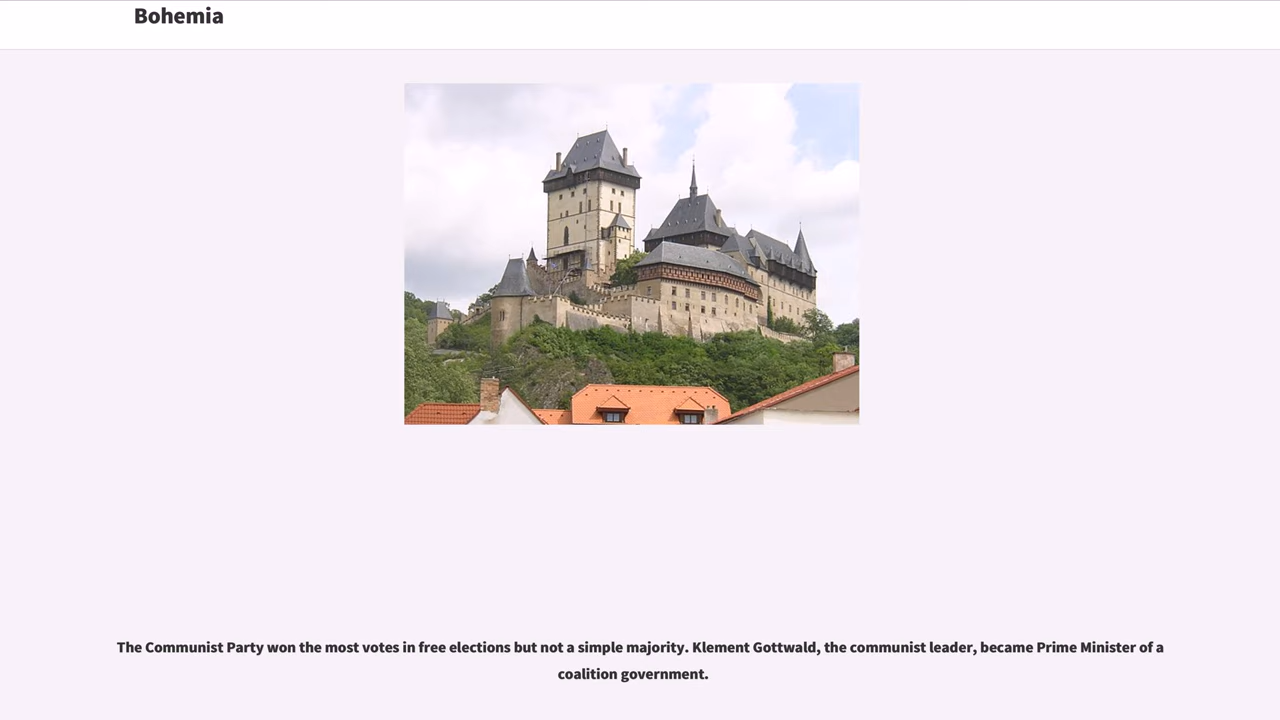 Bohemia
The Communist Party won the most votes in free elections but not a simple majority. Klement Gottwald, the communist leader, became Prime Minister of a
coalition government.